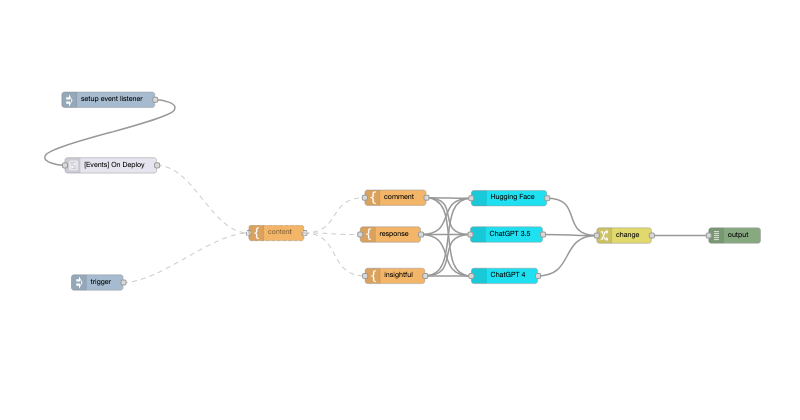 setup event listener
[Events] On Deploy
trigger
content
comment
response
insightful
Hugging Face
ChatGPT 3.5
ChatGPT 4
change
output